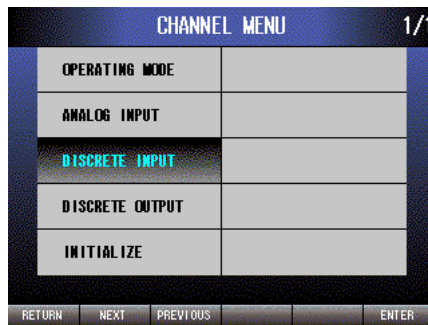 CHANNEL MENU 1/1
OPERATING MODE
ANALOG INPUT
DISCRETE INPUT
DISCRETE OUTPUT
INITIALIZE
RETURN NEXT PREVIOUS ENTER